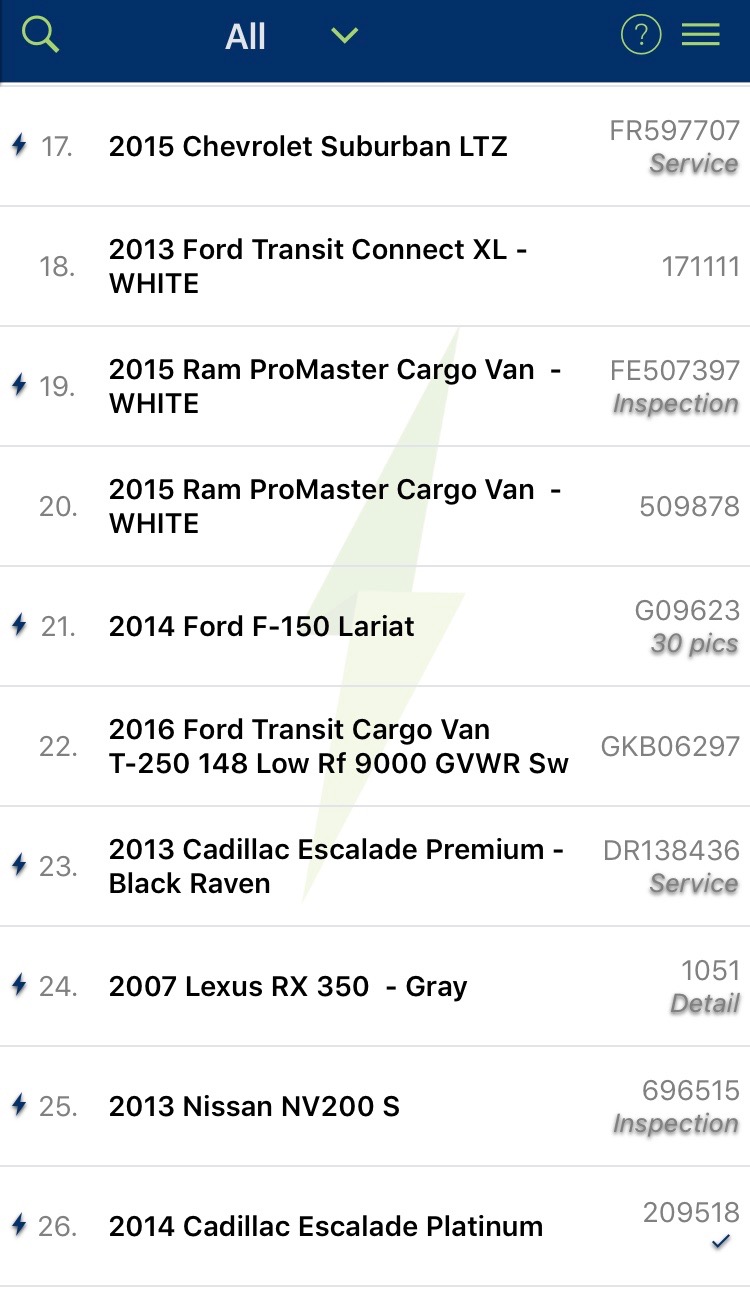 All
?
17. 2015 Chevrolet Suburban LTZ FR597707
Service
18. 2013 Ford Transit Connect XL -
WHITE
171111
19. 2015 Ram ProMaster Cargo Van -
WHITE
FE507397
Inspection
20. 2015 Ram ProMaster Cargo Van -
WHITE
509878
21. 2014 Ford F-150 Lariat G09623
30 pics
22. 2016 Ford Transit Cargo Van
T-250 148 Low Rf 9000 GVWR Sw
GKB06297
23. 2013 Cadillac Escalade Premium -
Black Raven
DR138436
Service
24. 2007 Lexus RX 350 - Gray 1051
Detail
25. 2013 Nissan NV200 S 696515
Inspection
26. 2014 Cadillac Escalade Platinum 209518